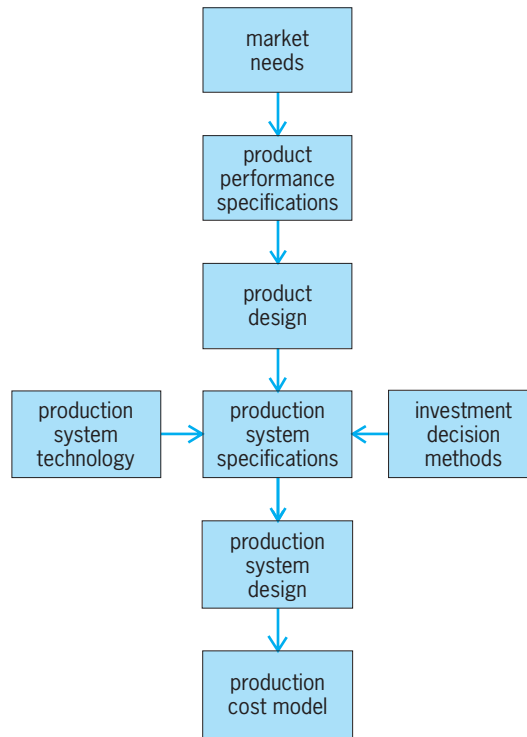 market
needs
product
performance
specifications
product
design
production
system
technology
production
system
specifications
investment
decision
methods
production
system
design
production
cost model